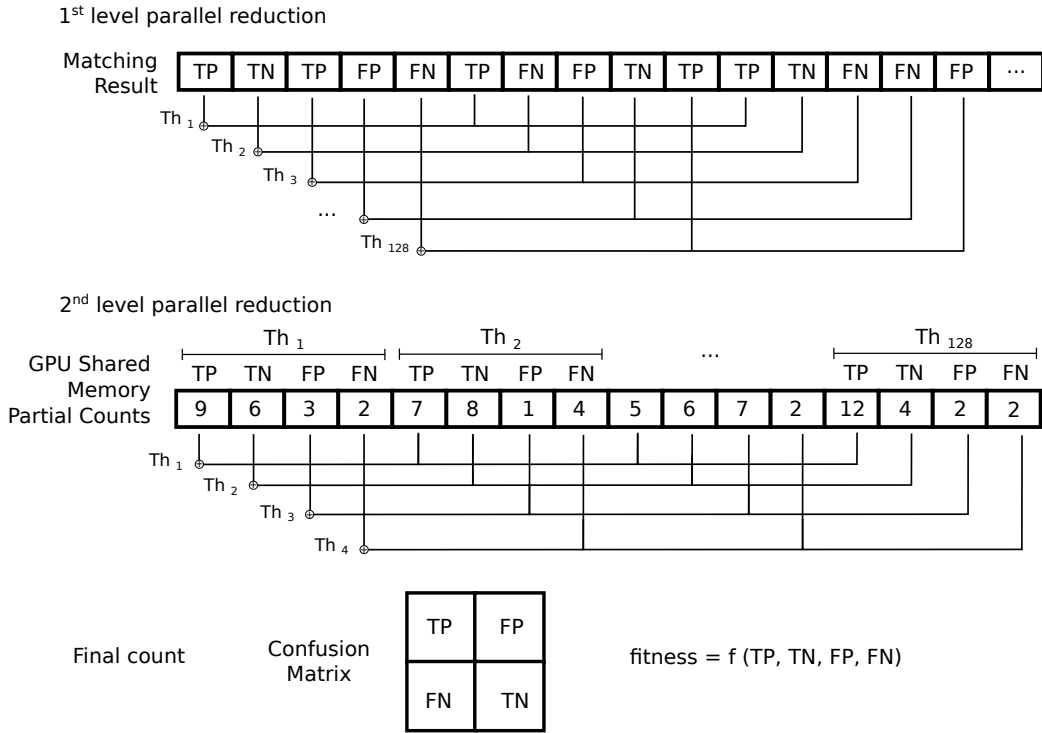 1st level parallel reduction
Matching
Result
TP TN TP FP FN TP FN FP TN TP TP TN FN FN FP ...
Th 1
Th 2
Th 3
...
Th 128
2nd level parallel reduction
Th 1 Th 2 ... Th 128
GPU Shared
Memory
Partial Counts
TP TN FP FN TP TN FP FN TP TN FP FN
9 6 3 2 7 8 1 4 5 6 7 2 12 4 2 2
Th 1
Th 2
Th 3
Th 4
Final count
Confusion
Matrix
TP FP
FN TN
fitness = f (TP, TN, FP, FN)